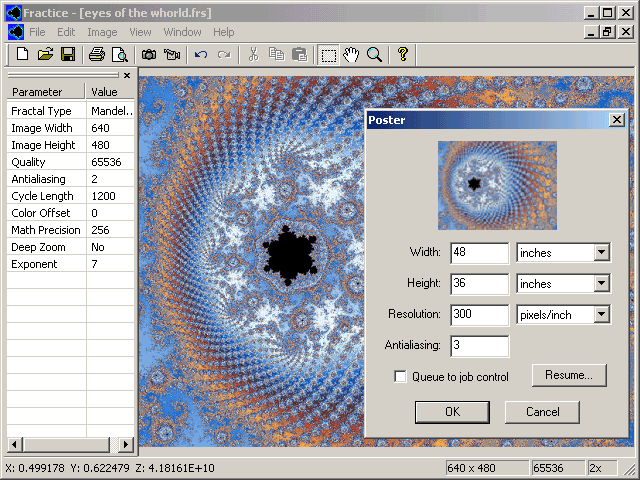 Fractice - [eyes of the whorld.frs]
File Edit Image View Window Help
Parameter Value
Fractal Type Mandel...
Image Width 640
Image Height 480
Quality 65536
Antialiasing 2
Cycle Length 1200
Color Offset 0
Math Precision 256
Deep Zoom No
Exponent 7
Poster
Width: 48 inches
Height: 36 inches
Resolution: 300 pixels/inch
Antialiasing: 3
Queue to job control Resume...
OK Cancel
X: 0.499178 Y: 0.622479 Z: 4.18161E+10 640 x 480 65536 2x